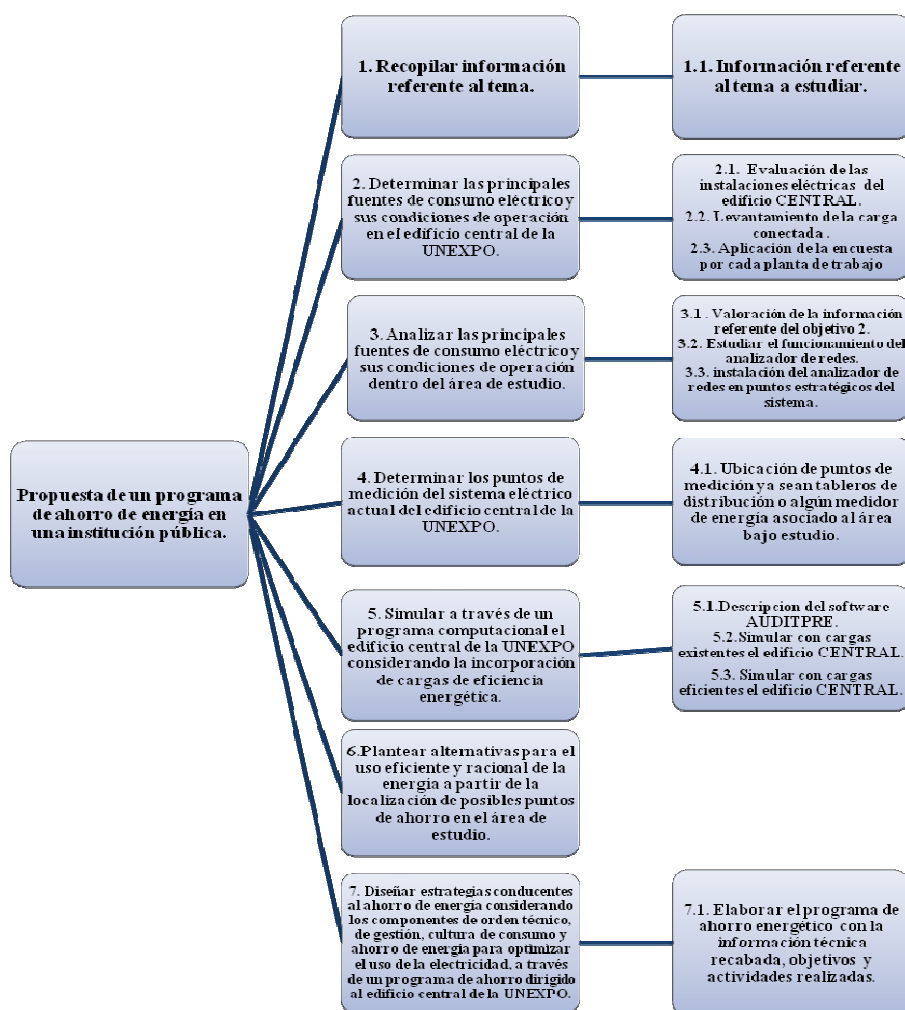 Propuesta de un programa
de ahorro de energía en
una institución pública.
1. Recopilar información
referente al tema.
1.1. Información referente
al tema a estudiar.
2. Determinar las principales
fuentes de consumo eléctrico y
sus condiciones de operación
en el edificio central de la
UNEXPO.
2.1. Evaluación de las
instalaciones eléctricas del
edificio CENTRAL.
2.2. Levantamiento de la carga
conectada .
2.3. Aplicación de la encuesta
por cada planta de trabajo
3. Analizar las principales
fuentes de consumo eléctrico y
sus condiciones de operación
dentro del área de estudio.
3.1 . Valoración de la información
referente del objetivo 2.
3.2. Estudiar el funcionamiento del
analizador de redes.
3.3. instalación del analizador de
redes en puntos estratégicos del
sistema.
4. Determinar los puntos de
medición del sistema eléctrico
actual del edificio central de la
UNEXPO.
4.1. Ubicación de puntos de
medición ya sean tableros de
distribución o algún medidor
de energía asociado al área
bajo estudio.
5. Simular a través de un
programa computacional el
edificio central de la UNEXPO
considerando la incorporación
de cargas de eficiencia
energética.
5.1.Descripcion del software
AUDITPRE.
5.2.Simular con cargas
existentes el edificio CENTRAL.
5.3. Simular con cargas
eficientes el edificio CENTRAL.
6.Plantear alternativas para el
uso eficiente y racional de la
energía a partir de la
localización de posibles puntos
de ahorro en el área de
estudio.
7. Diseñar estrategias conducentes
al ahorro de energía considerando
los componentes de orden técnico,
de gestión, cultura de consumo y
ahorro de energía para optimizar
el uso de la electricidad, a través
de un programa de ahorro dirigido
al edificio central de la UNEXPO.
7.1. Elaborar el programa de
ahorro energético con la
información técnica
recabada, objetivos y
actividades realizadas.